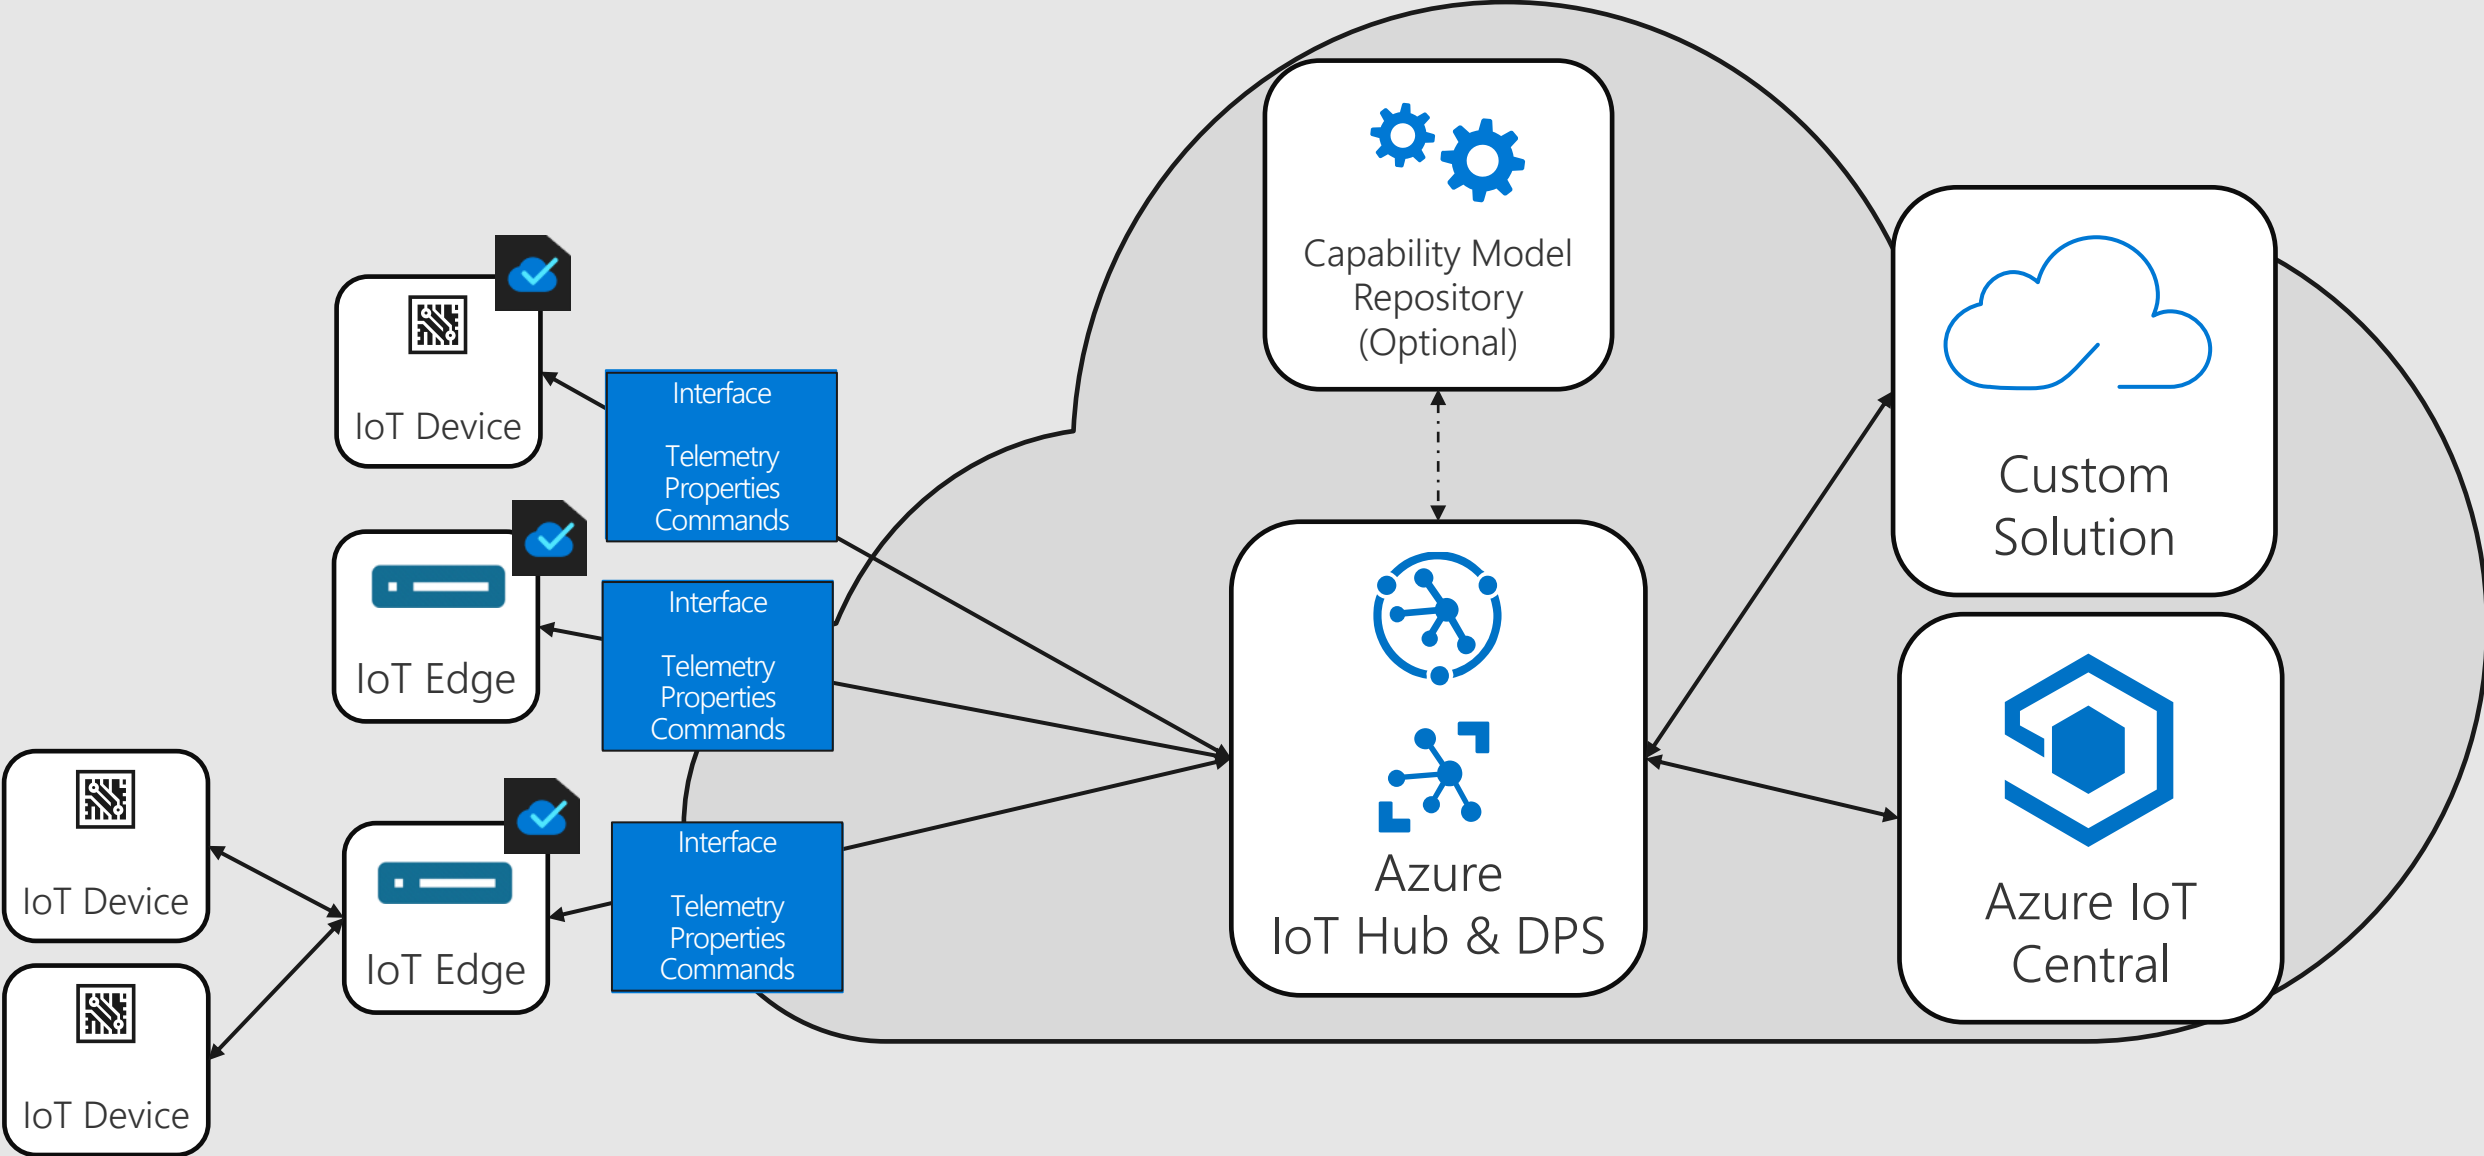 Capability Model
Repository
(Optional)
IoT Device
Interface
Telemetry
Properties
Commands
Custom
Solution
IoT Edge
Interface
Telemetry
Properties
Commands
IoT Device
IoT Edge
Interface
Telemetry
Properties
Commands
Azure
IoT Hub & DPS
Azure IoT
Central
IoT Device